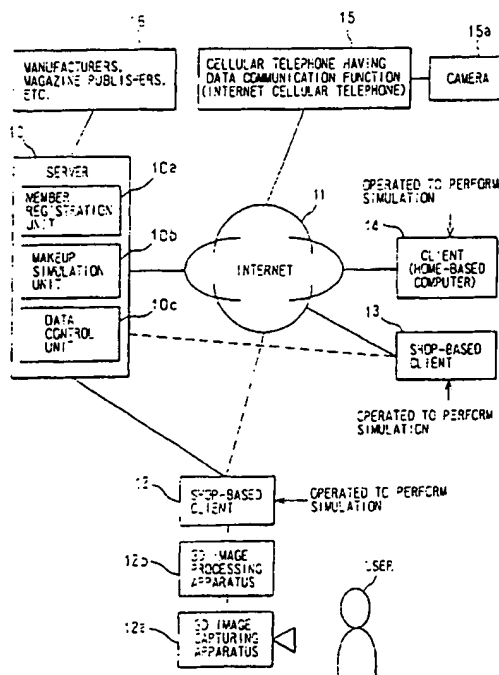 16
MANUFACTURERS,
MAGAZINE PUBLISHERS,
ETC.
15
CELLULAR TELEPHONE HAVING
DATA COMMUNICATION FUNCTION
(INTERNET CELLULAR TELEPHONE)
15a
CAMERA
10
SERVER
10a
MEMBER
REGISTRATION
UNIT
10b
MAKEUP
SIMULATION
UNIT
10c
DATA
CONTROL
UNIT
11
INTERNET
OPERATED TO PERFORM
SIMULATION
14
CLIENT
(HOME-BASED
COMPUTER)
13
SHOP-BASED
CLIENT
OPERATED TO PERFORM
SIMULATION
12
SHOP-BASED
CLIENT
OPERATED TO PERFORM
SIMULATION
12b
3D IMAGE
PROCESSING
APPARATUS
12a
3D IMAGE
CAPTURING
APPARATUS
USER